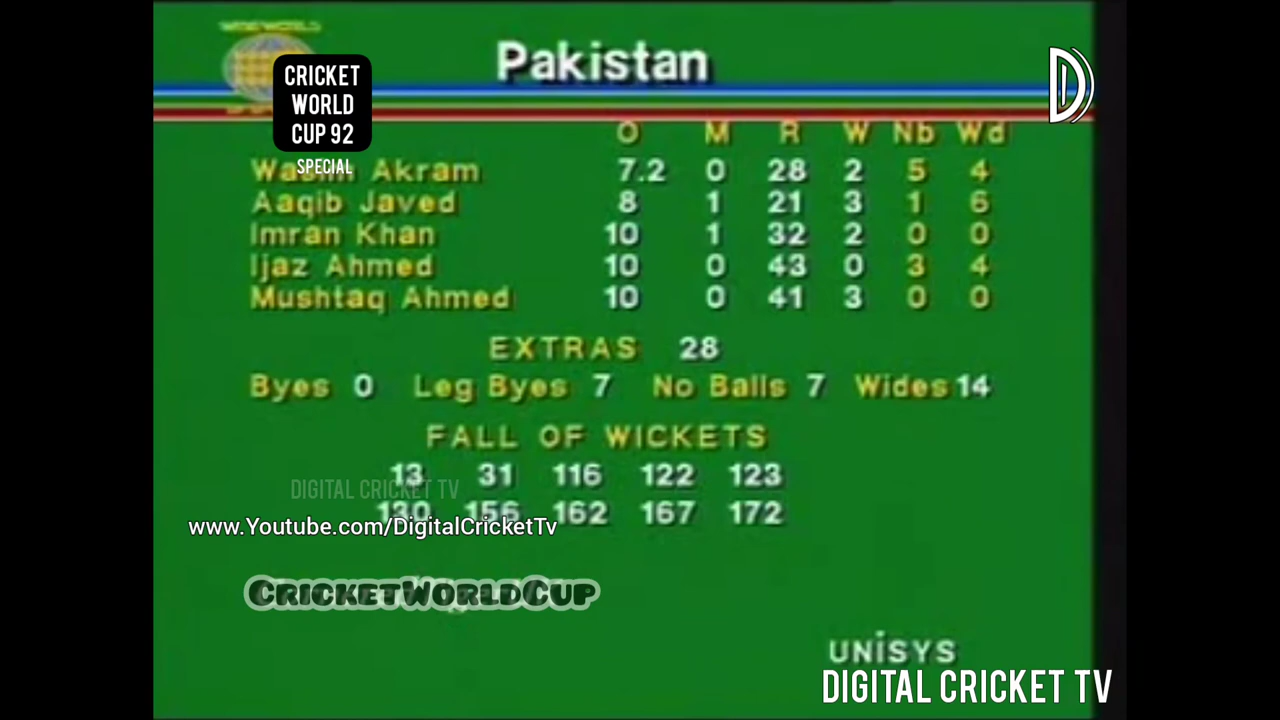 WIDE WORLD
Pakistan
CRICKET
WORLD
CUP 92
SPECIAL
O M R W Nb Wd
Wasim Akram 7.2 0 28 2 5 4
Aaqib Javed 8 1 21 3 1 6
Imran Khan 10 1 32 2 0 0
Ijaz Ahmed 10 0 43 0 3 4
Mushtaq Ahmed 10 0 41 3 0 0
EXTRAS 28
Byes 0 Leg Byes 7 No Balls 7 Wides 14
FALL OF WICKETS
13 31 116 122 123
DIGITAL CRICKET TV
130 156 162 167 172
www.Youtube.com/DigitalCricketTv
CRICKETWORLDCUP
UNiSYS
DIGITAL CRICKET TV